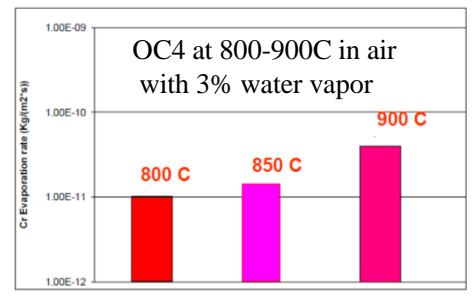 1.00E-09
OC4 at 800-900C in air
with 3% water vapor
1.00E-10
900 C
850 C
800 C
1.00E-11
1.00E-12
Cr Evaporation rate (Kg/(m2*s))